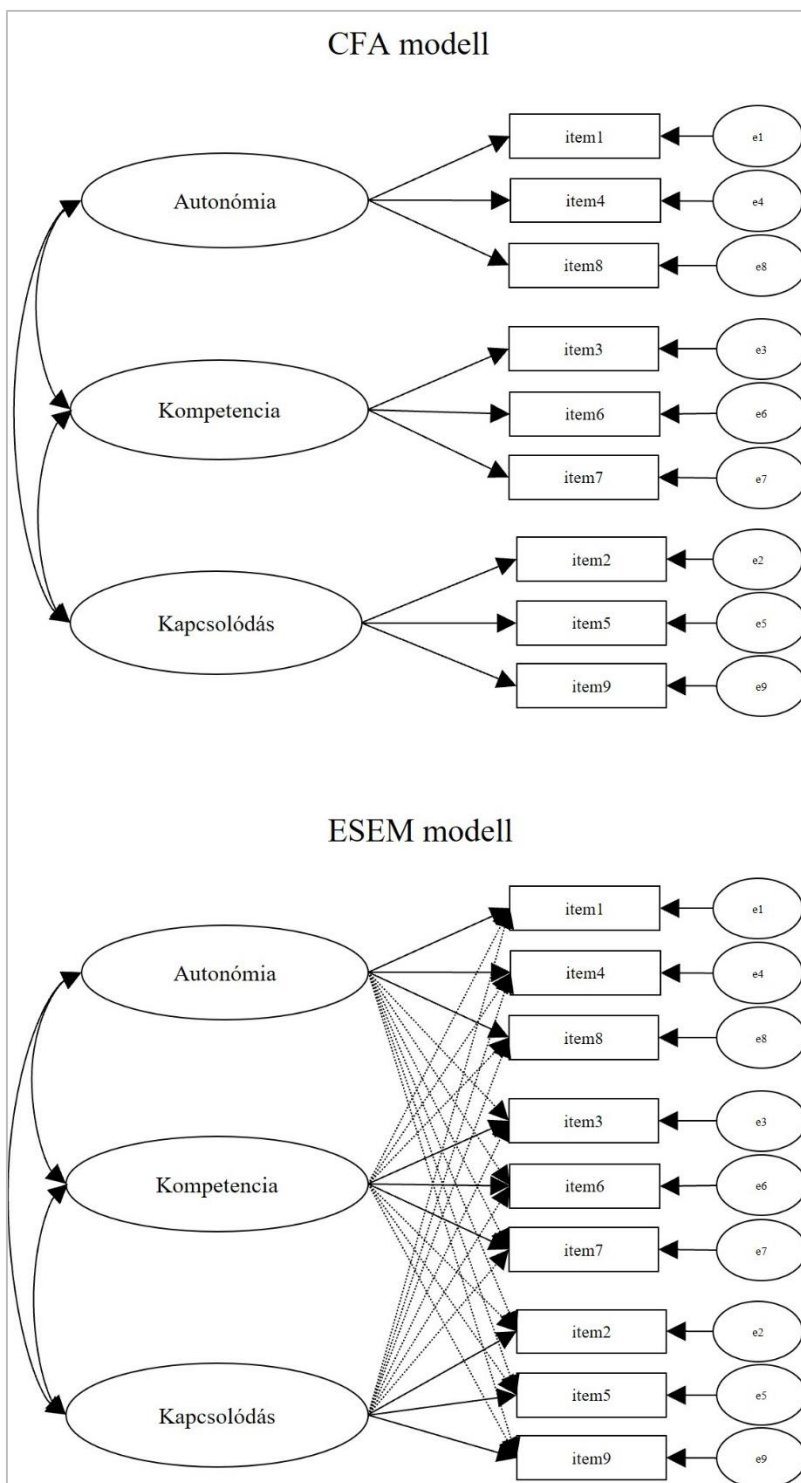 CFA modell
Autónómia
item1
e1
item4
e4
item8
e8
Kompetencia
item3
e3
item6
e6
item7
e7
Kapcsolódás
item2
e2
item5
e5
item9
e9
ESEM modell
Autónómia
item1
e1
item4
e4
item8
e8
Kompetencia
item3
e3
item6
e6
item7
e7
Kapcsolódás
item2
e2
item5
e5
item9
e9